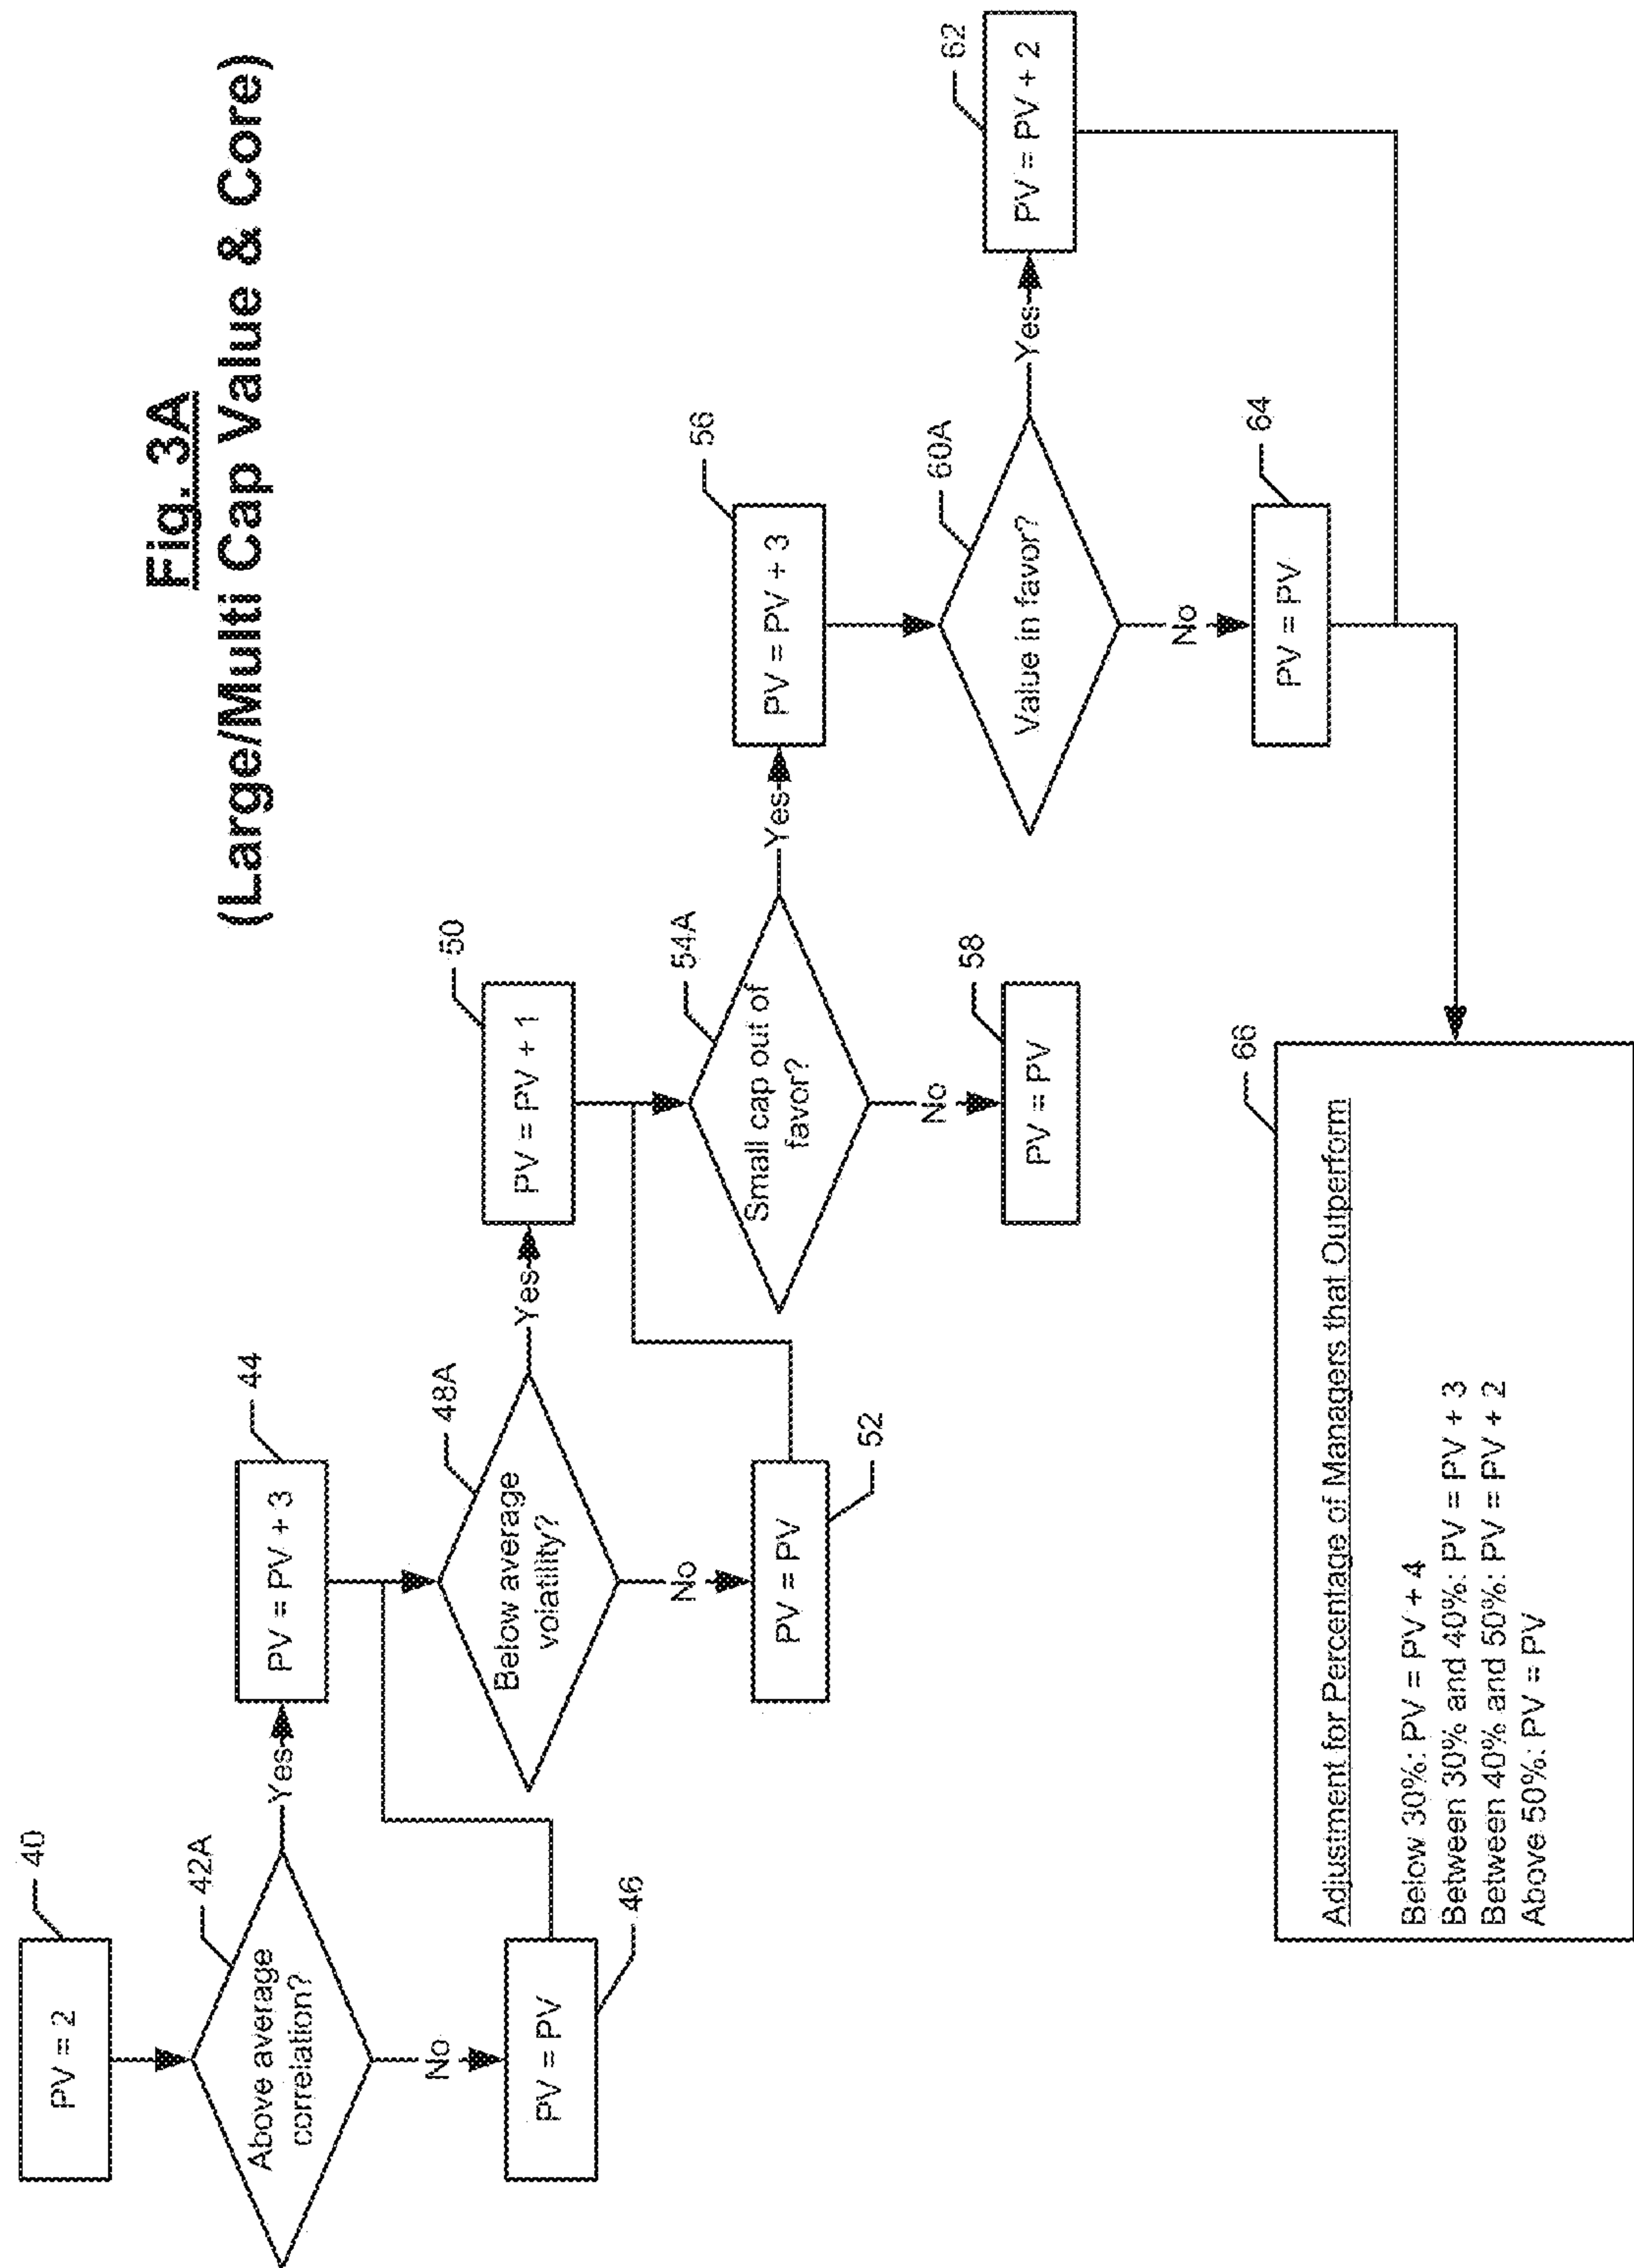 Fig. 3A
(Large/Multi Cap Value & Core)
40
PV = 2
42A
Above average
correlation?
Yes
No
44
PV = PV + 3
46
PV = PV
48A
Below average
volatility?
Yes
No
50
PV = PV + 1
52
PV = PV
54A
Small cap out of
favor?
Yes
No
56
PV = PV + 3
58
PV = PV
60A
Value in favor?
Yes
No
62
PV = PV + 2
64
PV = PV
66
Adjustment for Percentage of Managers that Outperform
Below 30%: PV = PV + 4
Between 30% and 40%: PV = PV + 3
Between 40% and 50%: PV = PV + 2
Above 50%: PV = PV